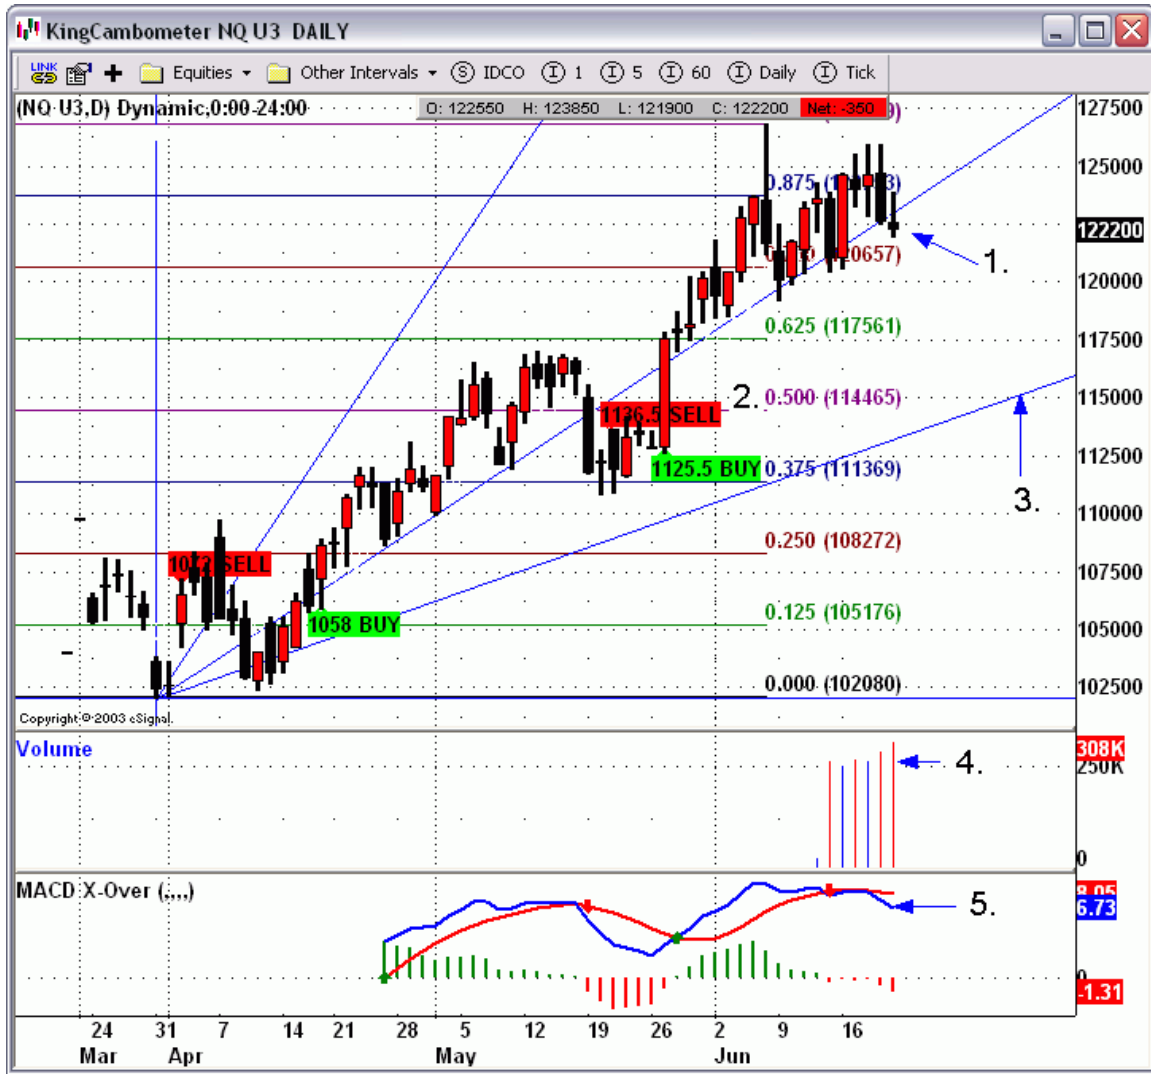 KingCambometer NQ U3 DAILY
LINK Equities Other Intervals S IDCO I 1 I 5 I 60 I Daily I Tick
(NQ U3,D) Dynamic,0:00-24:00
O: 122550 H: 123850 L: 121900 C: 122200 Net: -350
127500
125000
0.875
122200
1.
120657)
120000
0.625 (117561)
117500
1136.5 SELL
2.
0.500 (114465)
115000
1125.5 BUY
0.375 (111369)
112500
3.
110000
1072 SELL
0.250 (108272)
107500
1058 BUY
0.125 (105176)
105000
0.000 (102080)
102500
Copyright © 2003 eSignal.
Volume
308K
4.
250K
0
MACD X-Over (,,,,)
8.05
5.
6.73
0
-1.31
24 31 7 14 21 28 5 12 19 26 2 9 16
Mar Apr May Jun